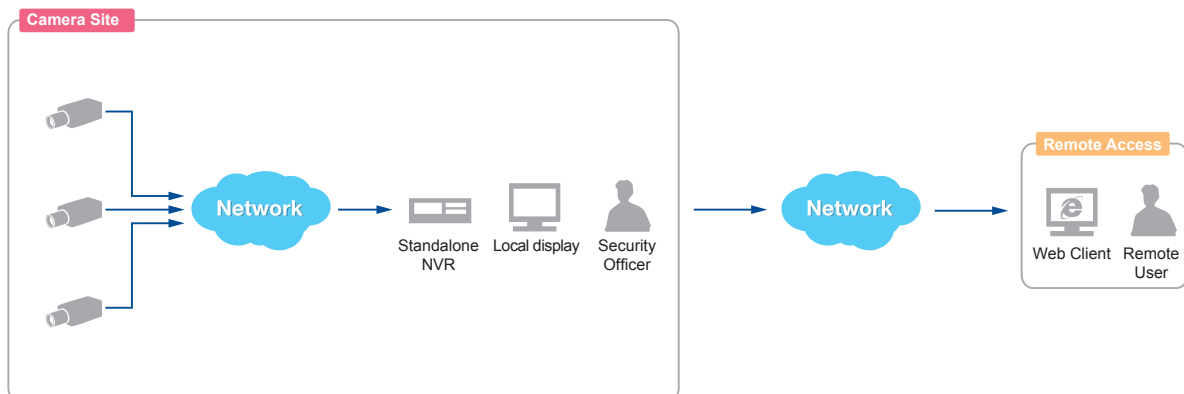 Camera Site
Network
Standalone
NVR
Local display
Security
Officer
Network
Remote Access
Web Client
Remote
User